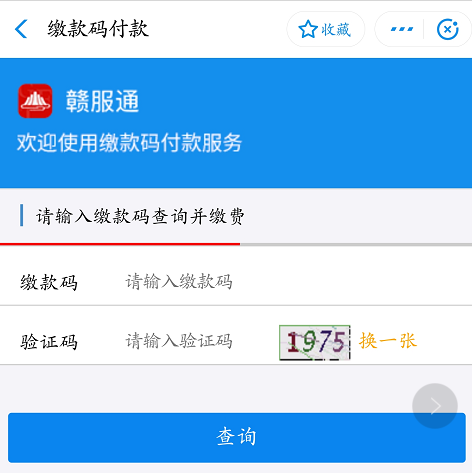 缴款码付款
收藏
赣服通
欢迎使用缴款码付款服务
请输入缴款码查询并缴费
缴款码 请输入缴款码
验证码 请输入验证码 1975 换一张
查询